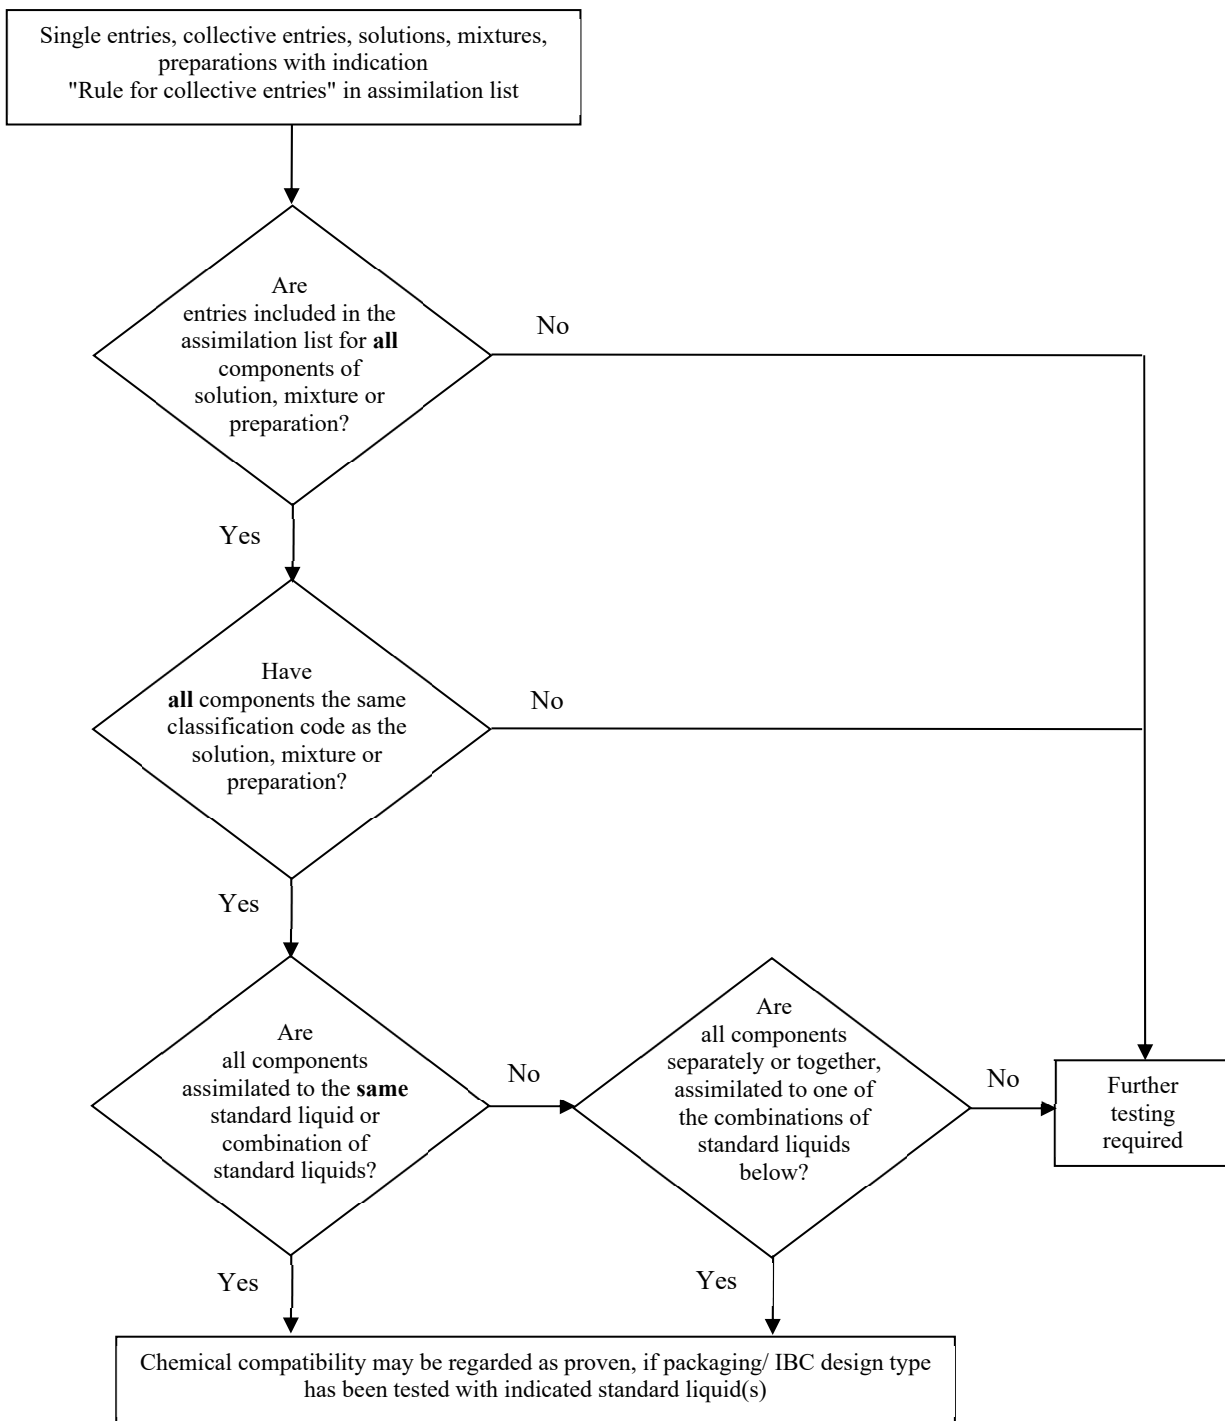 Single entries, collective entries, solutions, mixtures,
preparations with indication
"Rule for collective entries" in assimilation list
Are
entries included in the
assimilation list for all
components of
solution, mixture or
preparation?
No
Yes
Have
all components the same
classification code as the
solution, mixture or
preparation?
No
Yes
Are
all components
assimilated to the same
standard liquid or
combination of
standard liquids?
No
Are
all components
separately or together,
assimilated to one of
the combinations of
standard liquids
below?
No
Further
testing
required
Yes
Yes
Chemical compatibility may be regarded as proven, if packaging/ IBC design type
has been tested with indicated standard liquid(s)